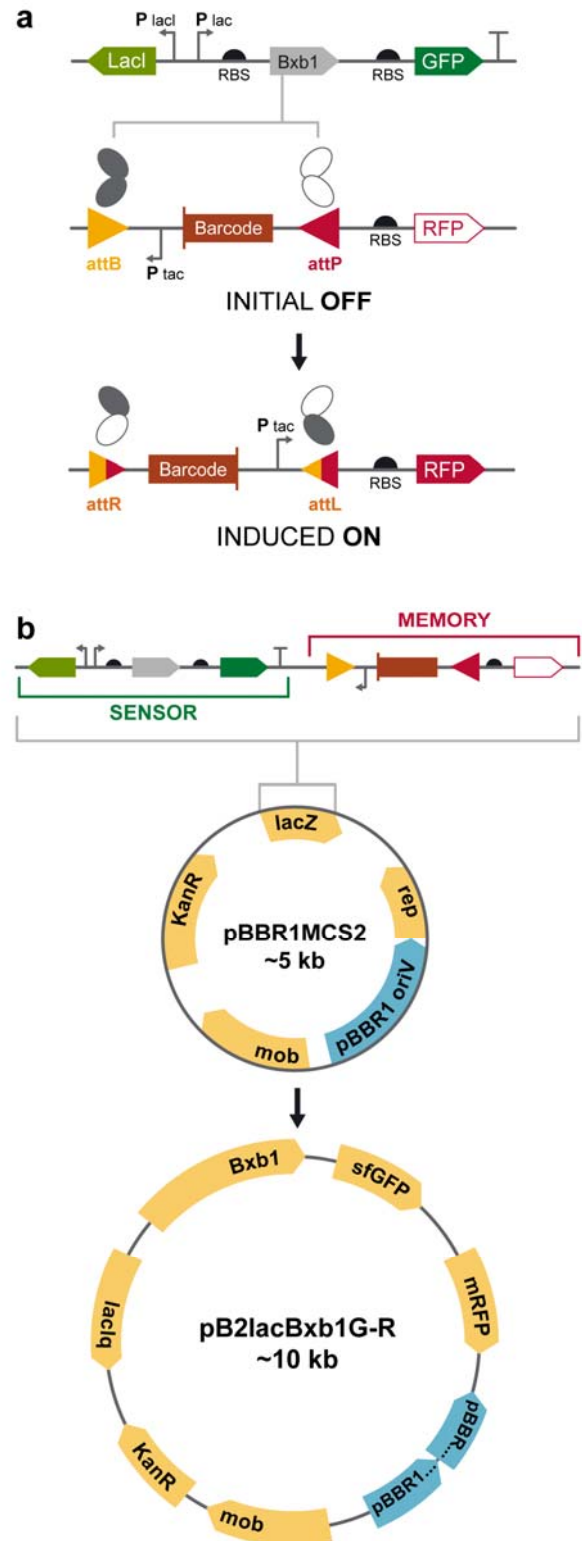 a
P lacI P lac
LacI Bxb1 GFP
RBS RBS
Barcode RFP
attB P tac attP RBS
INITIAL OFF
P tac
Barcode RFP
attR attL RBS
INDUCED ON
b
MEMORY
SENSOR
lacZ
KanR
rep
pBBR1MCS2
~5 kb
pBBR1 oriV
mob
Bxb1
sfGFP
mRFP
lacIq
pB2lacBxb1G-R
~10 kb
pBBR
pBBR1...
KanR
mob